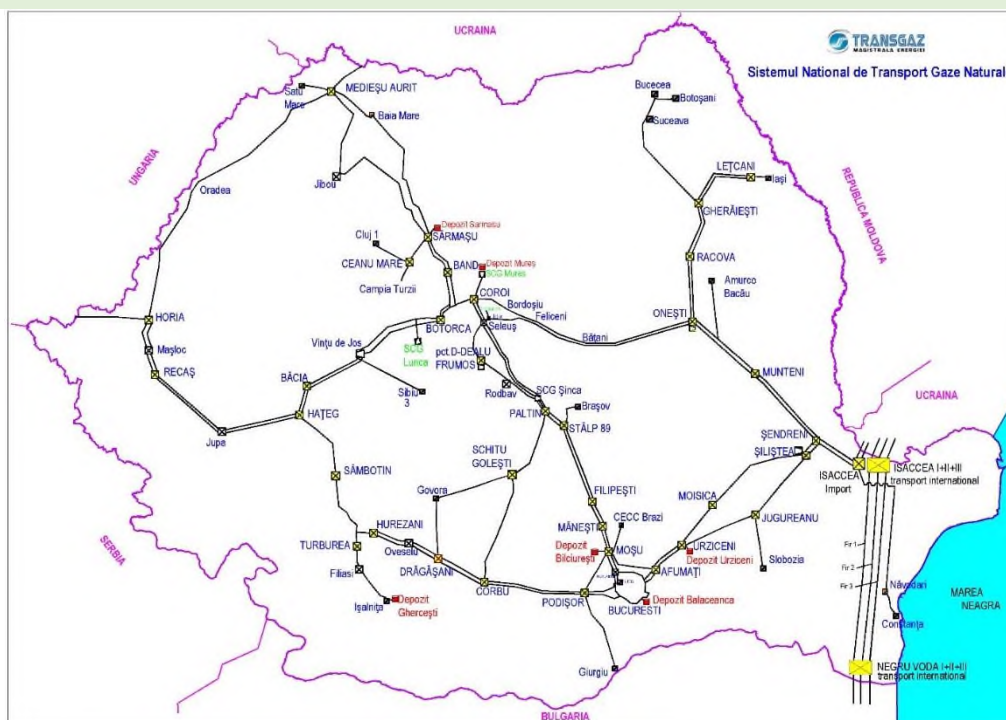 UCRAINA
TRANSGAZ
MAGISTRALA ENERGIEI
Sistemul National de Transport Gaze Naturale
Satu
Mare
MEDIEŞU AURIT
Baia Mare
Bucecea
Botoşani
Suceava
UNGARIA
Oradea
Jibou
LEŢCANI
Iaşi
REPUBLICA MOLDOVA
GHERĂIEŞTI
Depozit Sarmasu
Cluj 1
SĂRMAŞU
CEANU MARE
BAND
Depozit Mureş
SCG Mures
RACOVA
Campia Turzii
COROI
Bordoşiu
Amurco
Bacău
HORIA
BOTORCA
Seleuş
Feliceni
ONEŞTI
Băţani
Maşloc
Vinţu de Jos
SCG
Lunca
pct.D-DEALU
FRUMOS
RECAŞ
BĂCIA
Sibiu
3
Rodbav
SCG Şinca
MUNTENI
UCRAINA
HAŢEG
PALTIN
Braşov
Jupa
STÂLP 89
ŞENDRENI
ŞILIŞTEA
SCHITU
GOLEŞTI
ISACCEA
Import
ISACCEA I+II+III
transport international
SÂMBOTIN
Govora
FILIPEŞTI
MOISICA
CECC Brazi
JUGUREANU
SERBIA
HUREZANI
MĂNEŞTI
TURBUREA
Oveselu
Depozit
Bilciureşti
MOŞU
URZICENI
Depozit Urziceni
Slobozia
Fir 1
Fir 2
Fir 3
Filiasi
DRĂGĂŞANI
CORBU
AFUMAŢI
Năvodari
MAREA
NEAGRA
Işalniţa
Depozit
Gherceşti
PODIŞOR
BUCURESTI
Depozit Balaceanca
Constanţa
Giurgiu
NEGRU VODA I+II+III
transport international
BULGARIA